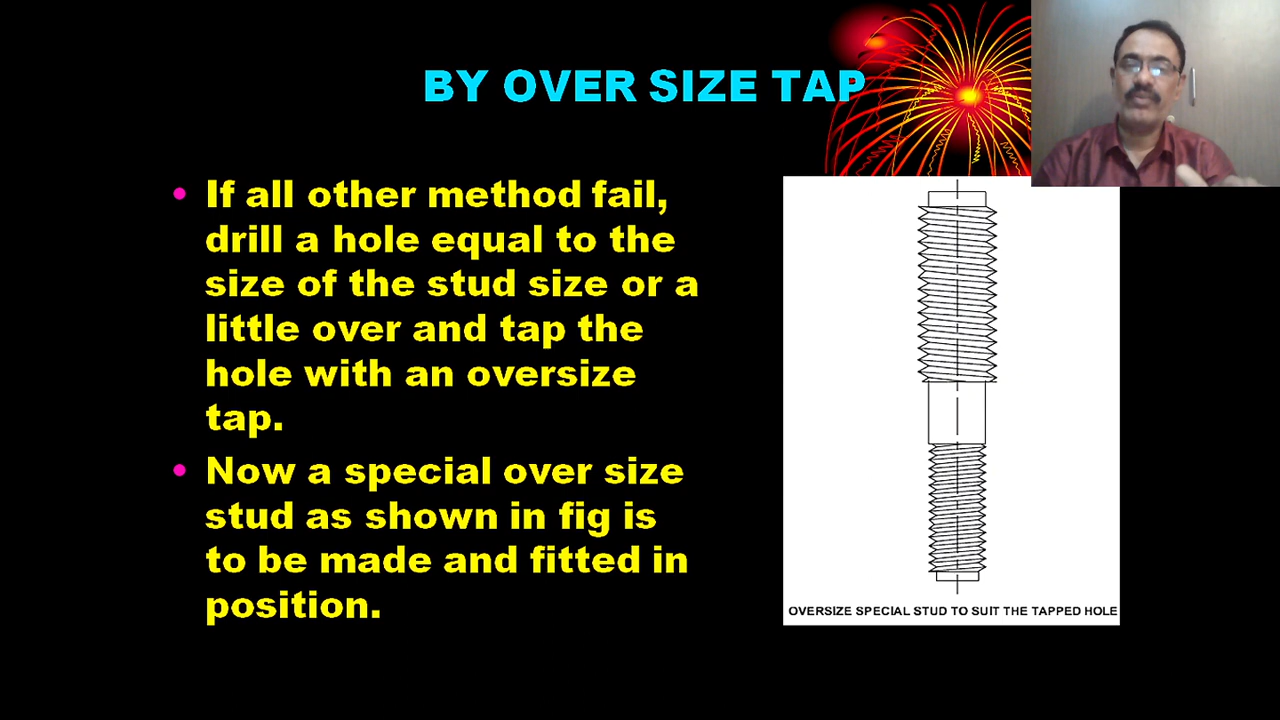 BY OVER SIZE TAP
• If all other method fail,
drill a hole equal to the
size of the stud size or a
little over and tap the
hole with an oversize
tap.
• Now a special over size
stud as shown in fig is
to be made and fitted in
position.
OVERSIZE SPECIAL STUD TO SUIT THE TAPPED HOLE